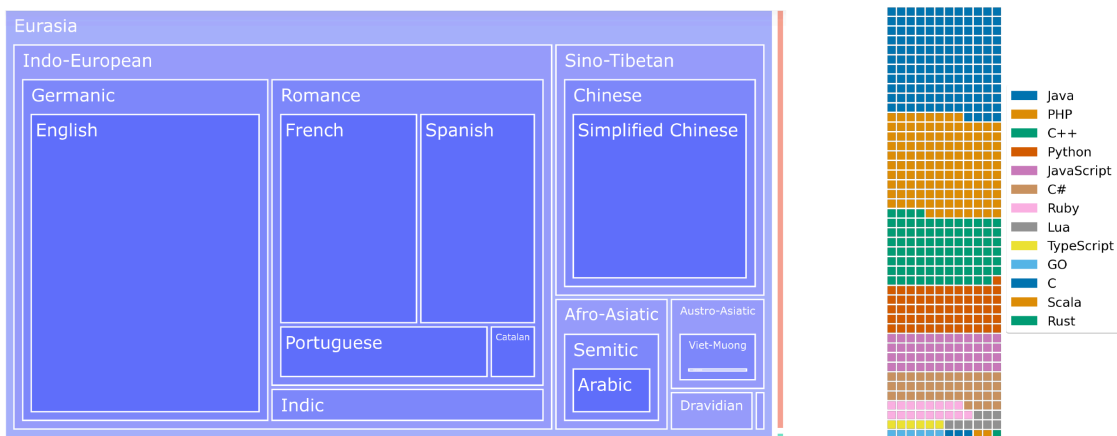 Eurasia
Indo-European
Sino-Tibetan
Germanic
Romance
Chinese
English
French
Spanish
Simplified Chinese
Portuguese
Catalan
Indic
Afro-Asiatic
Austro-Asiatic
Semitic
Viet-Muong
Arabic
Dravidian
Java
PHP
C++
Python
JavaScript
C#
Ruby
Lua
TypeScript
GO
C
Scala
Rust